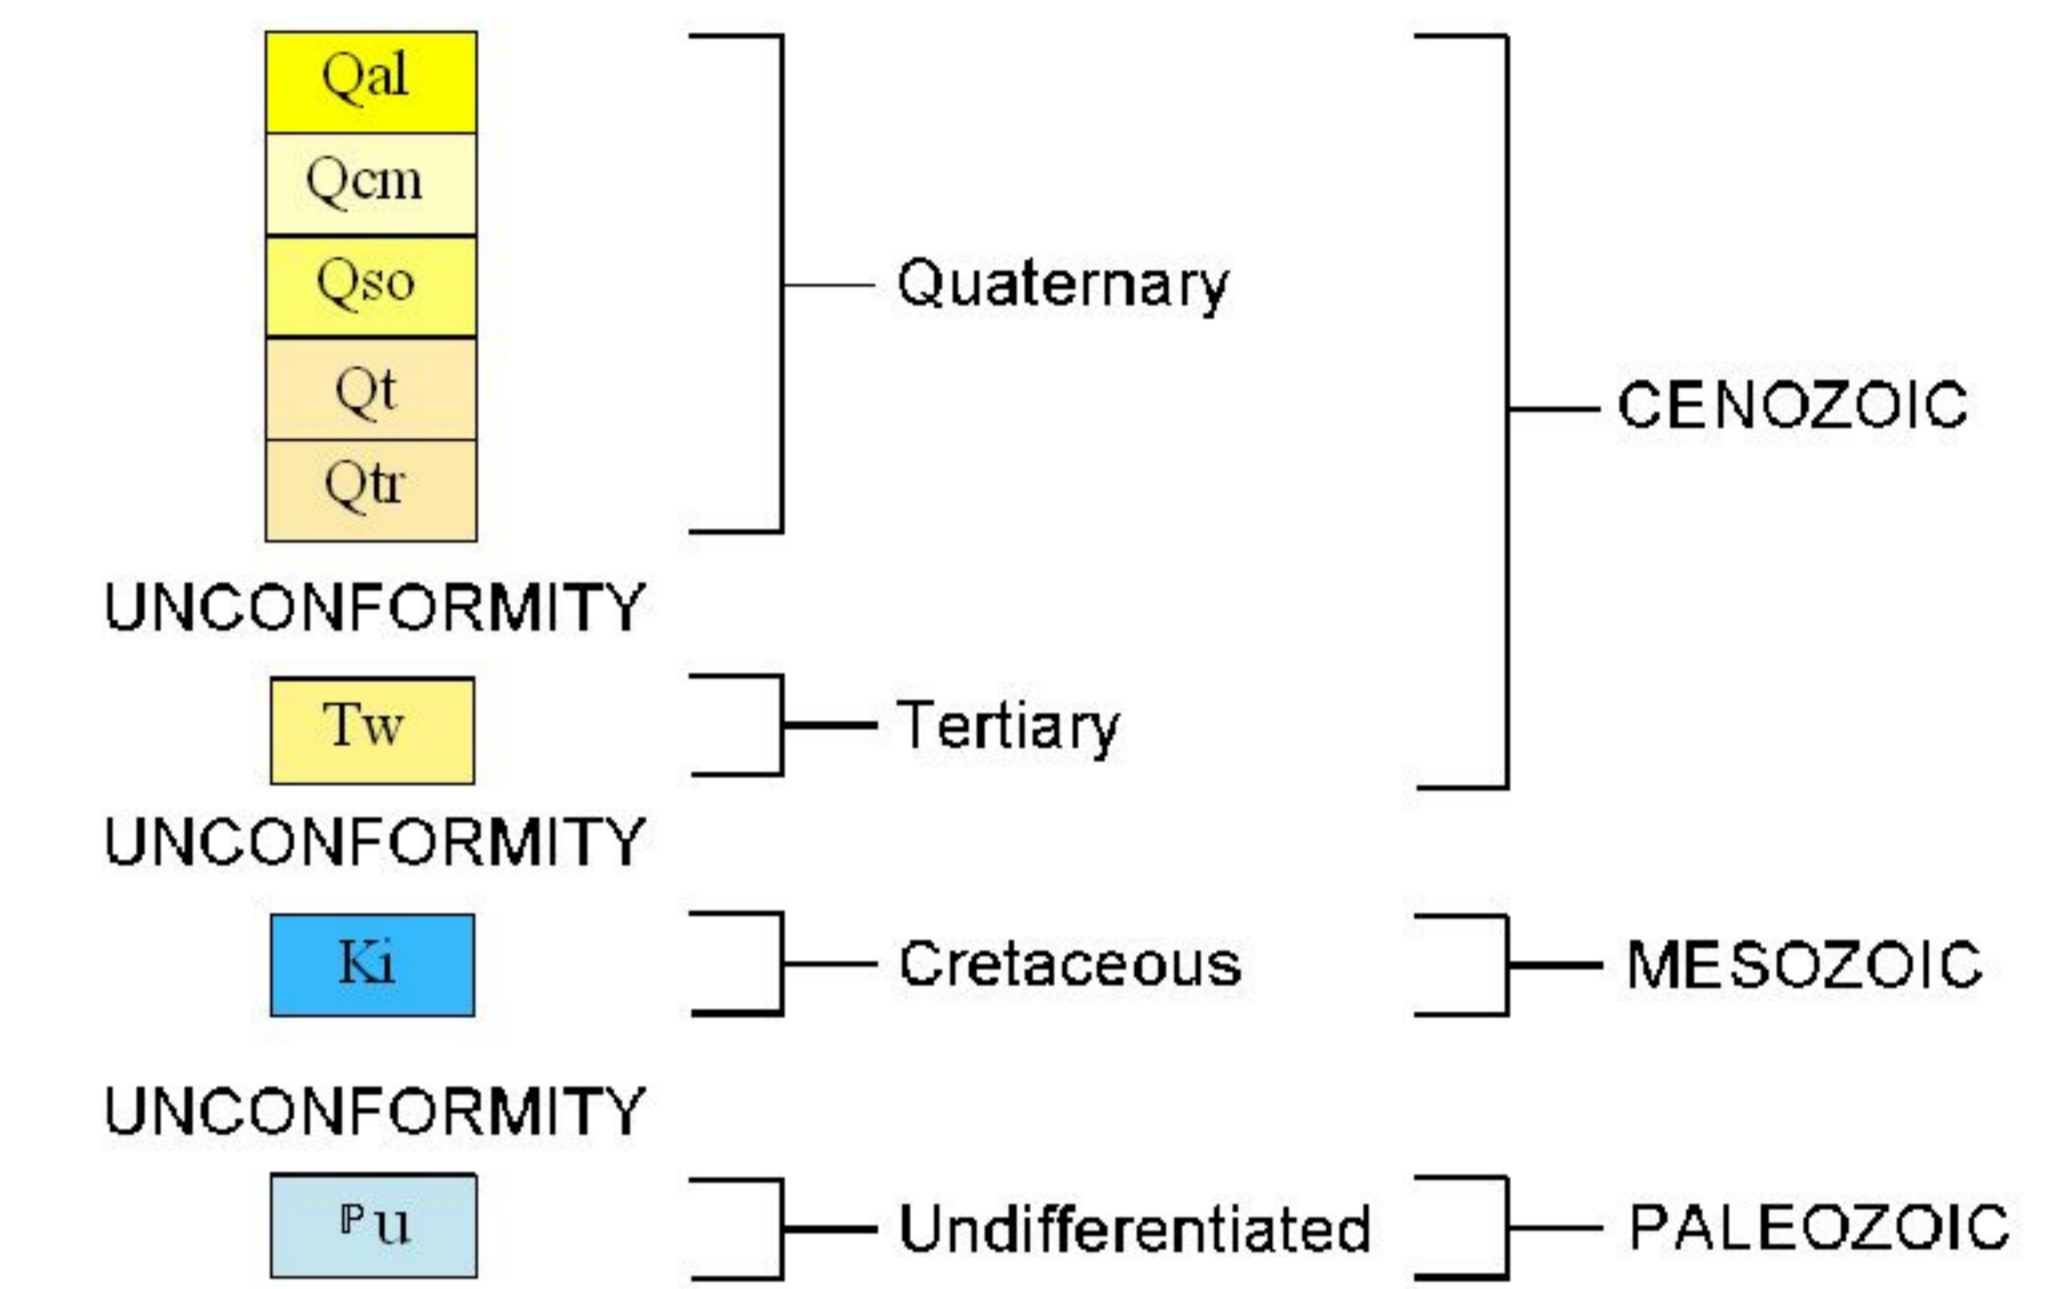 Qal
Qcm
Qso
Qt
Qtr
Quaternary
CENOZOIC
UNCONFORMITY
Tw
Tertiary
UNCONFORMITY
Ki
Cretaceous
MESOZOIC
UNCONFORMITY
ℙu
Undifferentiated
PALEOZOIC